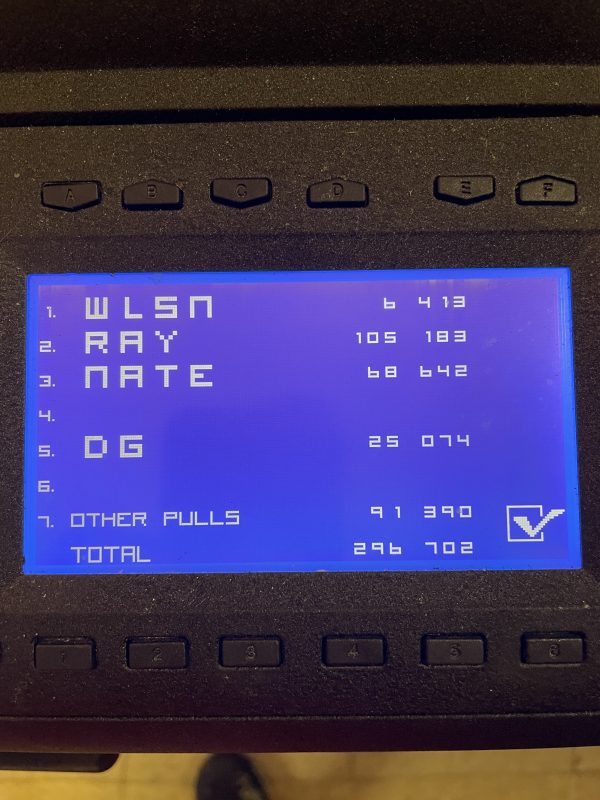 A B C D E F
1. WLSN 6 413
2. RAY 105 183
3. NATE 68 642
4.
5. DG 25 074
6.
7. OTHER PULLS 91 390
TOTAL 296 702
1 2 3 4 5 6